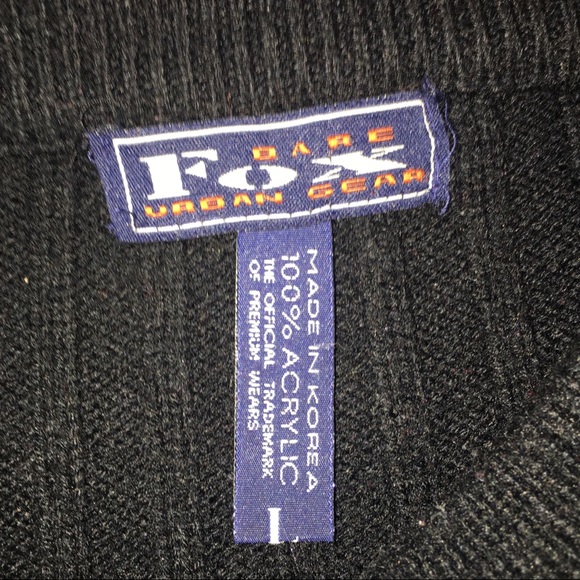 DARE
FOX
URBAN GEAR
MADE IN KOREA
100% ACRYLIC
THE OFFICIAL TRADEMARK
OF PREMIUM WEARS
L